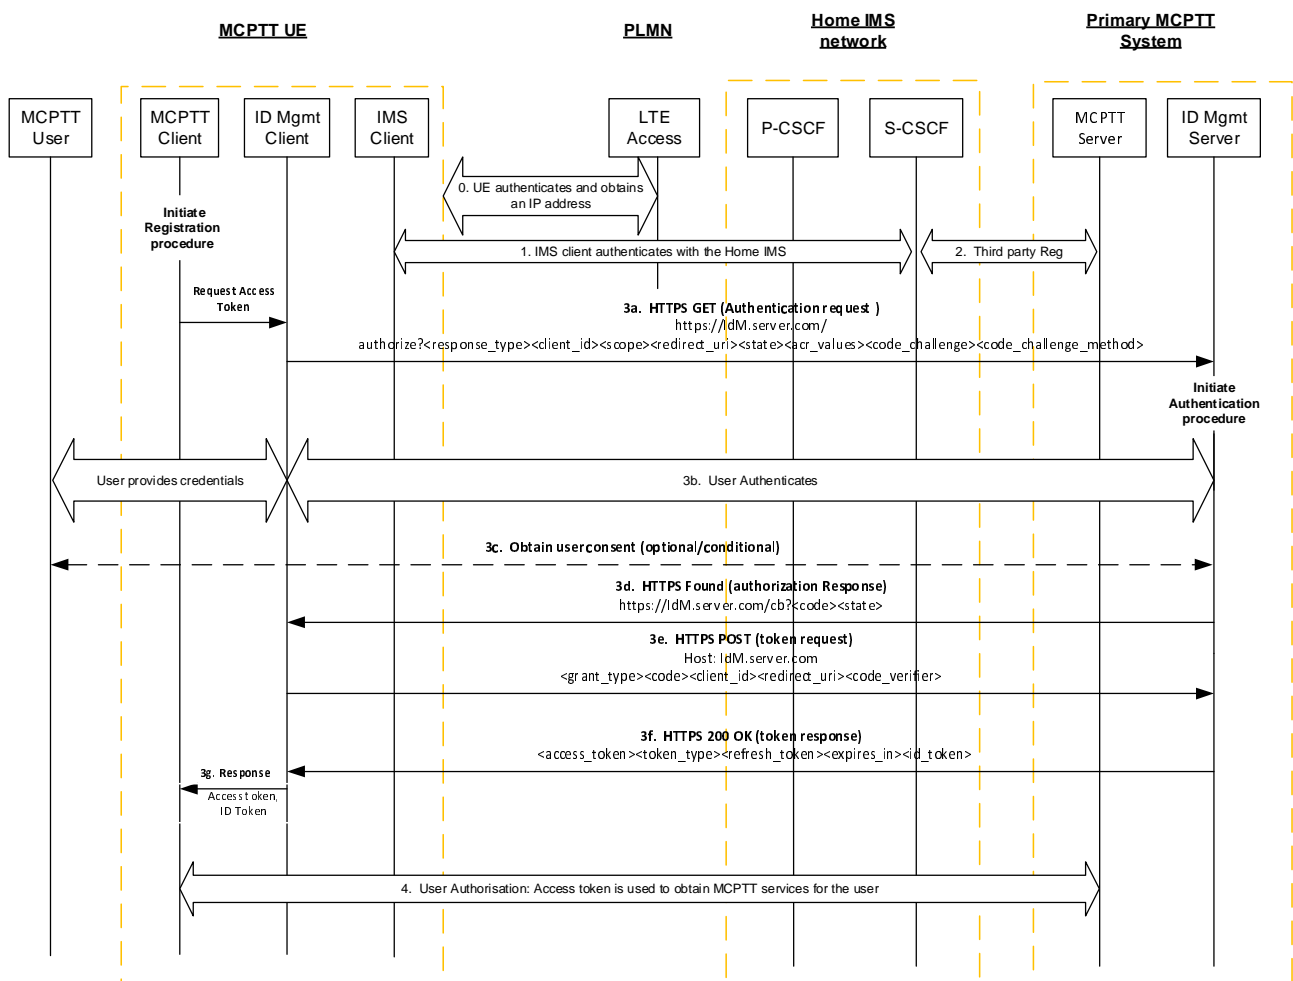 MCPTT UE
PLMN
Home IMS
network
Primary MCPTT
System
MCPTT
User
MCPTT
Client
ID Mgmt
Client
IMS
Client
LTE
Access
P-CSCF
S-CSCF
MCPTT
Server
ID Mgmt
Server
0. UE authenticates and obtains
an IP address
Initiate
Registration
procedure
1. IMS client authenticates with the Home IMS
2. Third party Reg
Request Access
Token
3a. HTTPS GET (Authentication request )
https://IdM.server.com/
authorize?<response_type><client_id><scope><redirect_uri><state><acr_values><code_challenge><code_challenge_method>
Initiate
Authentication
procedure
User provides credentials
3b. User Authenticates
3c. Obtain user consent (optional/conditional)
3d. HTTPS Found (authorization Response)
https://IdM.server.com/cb?<code><state>
3e. HTTPS POST (token request)
Host: IdM.server.com
<grant_type><code><client_id><redirect_uri><code_verifier>
3f. HTTPS 200 OK (token response)
<access_token><token_type><refresh_token><expires_in><id_token>
3g. Response
Access token,
ID Token
4. User Authorisation: Access token is used to obtain MCPTT services for the user